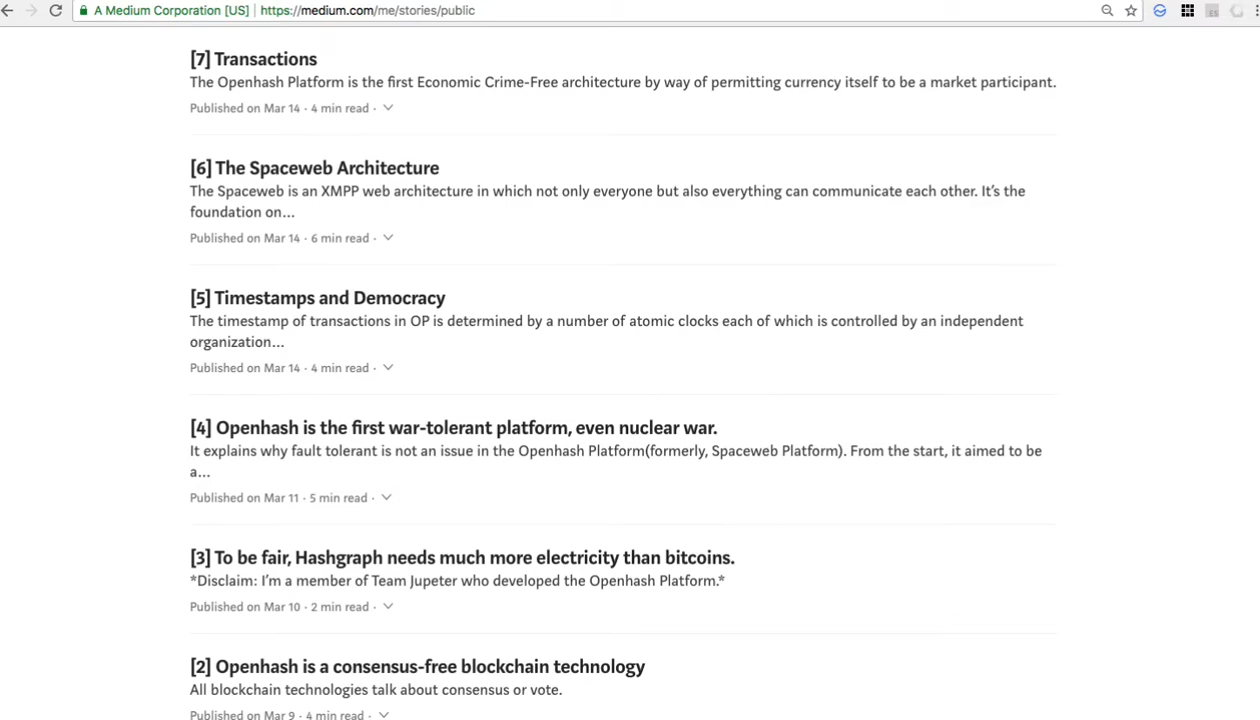 A Medium Corporation [US] https://medium.com/me/stories/public
[7] Transactions
The Openhash Platform is the first Economic Crime-Free architecture by way of permitting currency itself to be a market participant.
Published on Mar 14 · 4 min read ·
[6] The Spaceweb Architecture
The Spaceweb is an XMPP web architecture in which not only everyone but also everything can communicate each other. It’s the
foundation on…
Published on Mar 14 · 6 min read ·
[5] Timestamps and Democracy
The timestamp of transactions in OP is determined by a number of atomic clocks each of which is controlled by an independent
organization…
Published on Mar 14 · 4 min read ·
[4] Openhash is the first war-tolerant platform, even nuclear war.
It explains why fault tolerant is not an issue in the Openhash Platform(formerly, Spaceweb Platform). From the start, it aimed to be
a…
Published on Mar 11 · 5 min read ·
[3] To be fair, Hashgraph needs much more electricity than bitcoins.
*Disclaim: I’m a member of Team Jupeter who developed the Openhash Platform.*
Published on Mar 10 · 2 min read ·
[2] Openhash is a consensus-free blockchain technology
All blockchain technologies talk about consensus or vote.
Published on Mar 9 · 4 min read ·